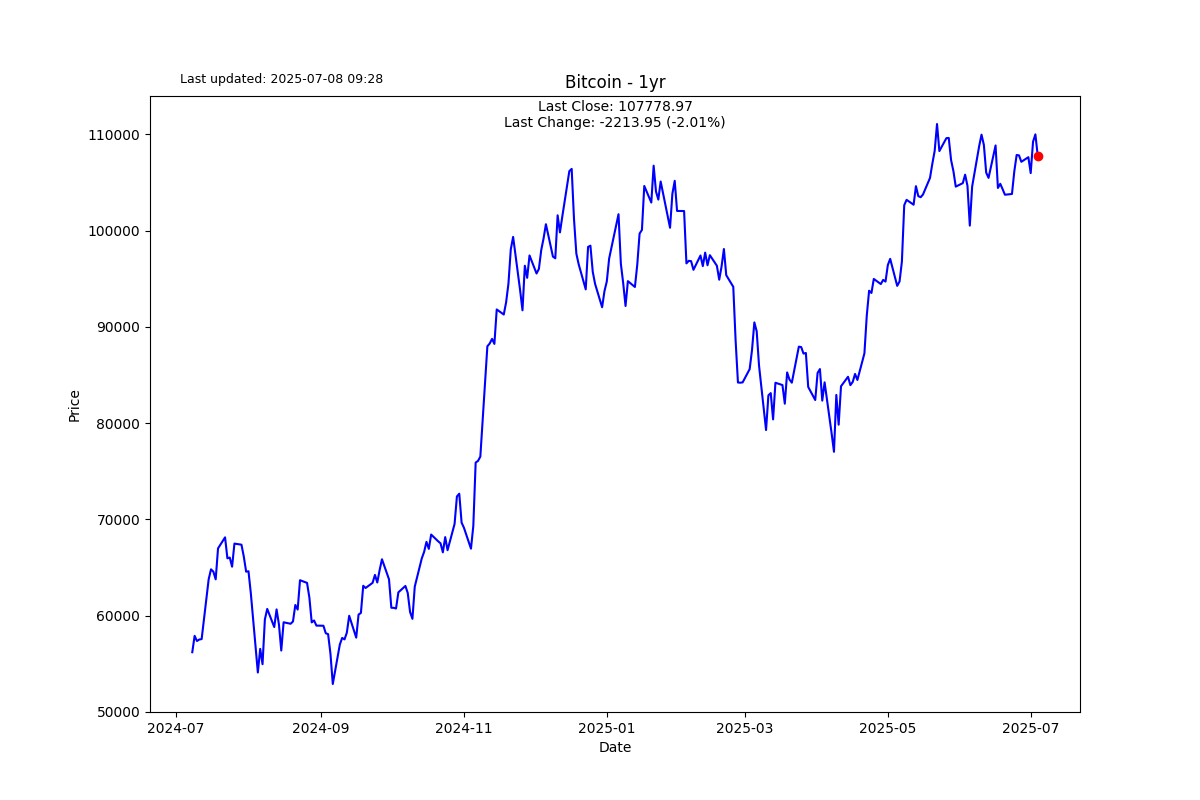 Last updated: 2025-07-08 09:28
Bitcoin - 1yr
Last Close: 107778.97
Last Change: -2213.95 (-2.01%)
110000
100000
90000
80000
70000
60000
50000
Price
2024-07
2024-09
2024-11
2025-01
2025-03
2025-05
2025-07
Date